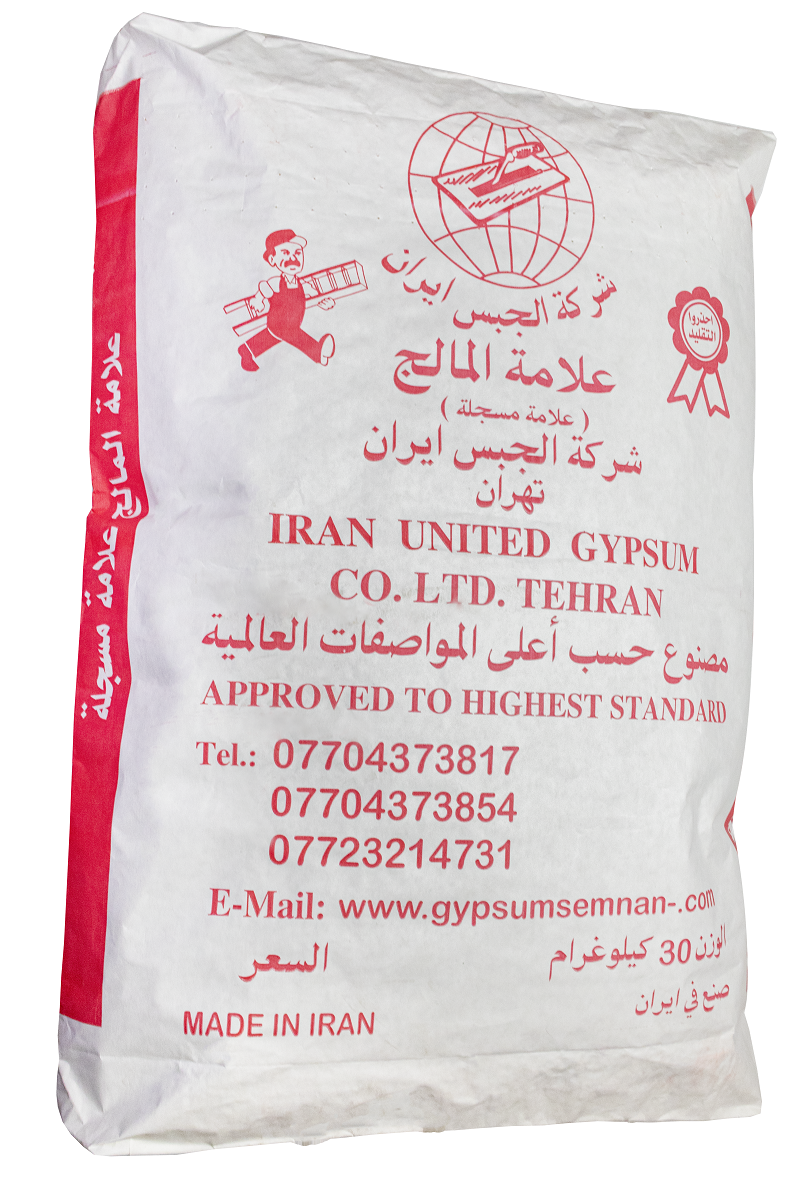 شركة الجبس ايران
علامة المالج
( علامة مسجلة )
شركة الجبس ايران
تهران
IRAN UNITED GYPSUM
CO. LTD. TEHRAN
مصنوع حسب أعلى المواصفات العالمية
APPROVED TO HIGHEST STANDARD
Tel.: 07704373817
07704373854
07723214731
E-Mail: www.gypsumsemnan-.com
الوزن 30 كيلوغرام
السعر
صنع في ايران
MADE IN IRAN
احذروا
التقليد
علامة المالج علامة مسجلة